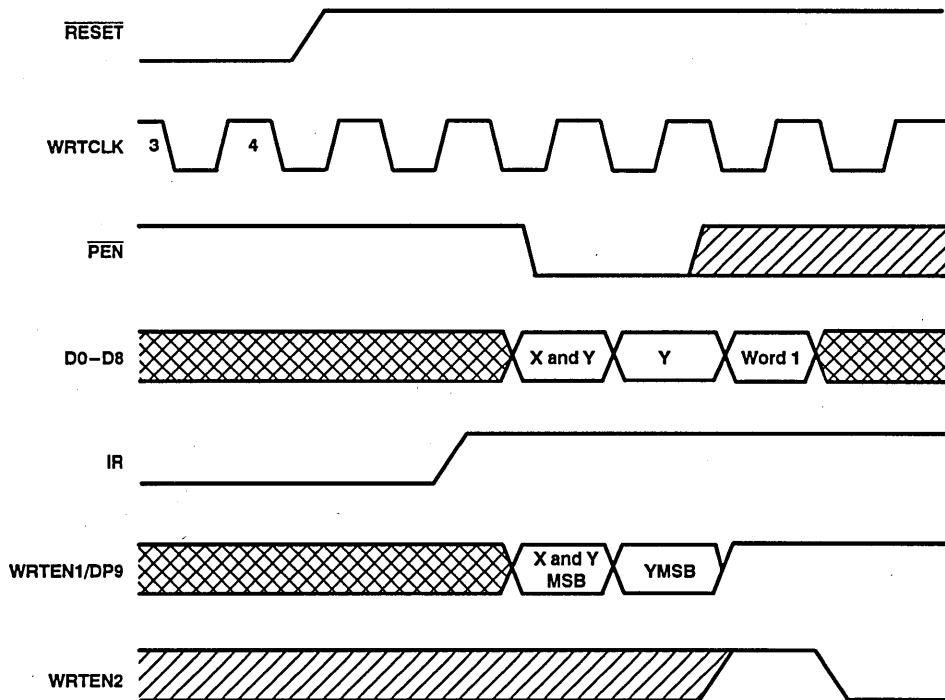 RESET
WRTCLK
3
4
PEN
D0–D8
X and Y
Y
Word 1
IR
WRTEN1/DP9
X and Y
MSB
YMSB
WRTEN2